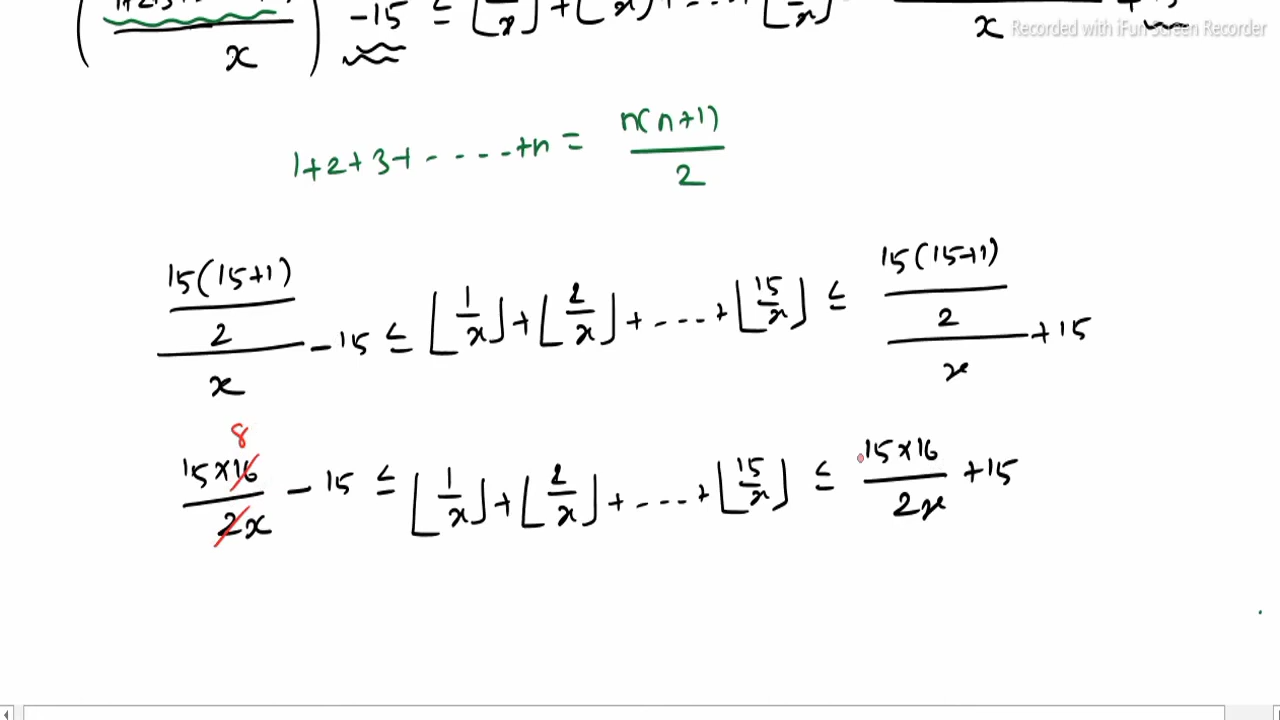 -15 ≤ ⌊ /x⌋ + ⌊ /x⌋ + ... ⌊ /x⌋
x
x
Recorded with iFun Screen Recorder
1+2+3+.....+n = n(n+1)/2
15(15+1)/2/x - 15 ≤ ⌊1/x⌋ + ⌊2/x⌋ + .... + ⌊15/x⌋ ≤ 15(15+1)/2/x + 15
8
15×16/2x - 15 ≤ ⌊1/x⌋ + ⌊2/x⌋ + .... + ⌊15/x⌋ ≤ 15×16/2x + 15